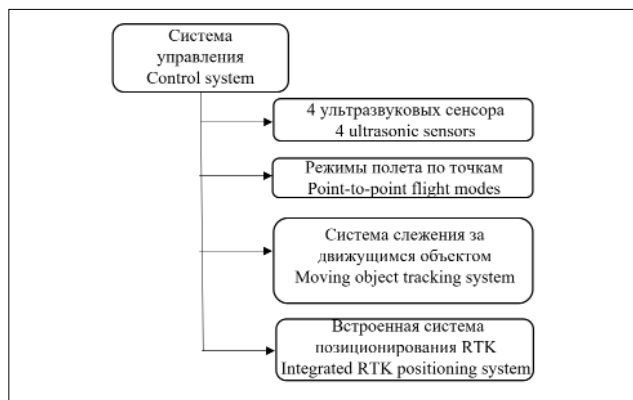 Система
управления
Control system
4 ультразвуковых сенсора
4 ultrasonic sensors
Режимы полета по точкам
Point-to-point flight modes
Система слежения за
движущимся объектом
Moving object tracking system
Встроенная система
позиционирования RTK
Integrated RTK positioning system